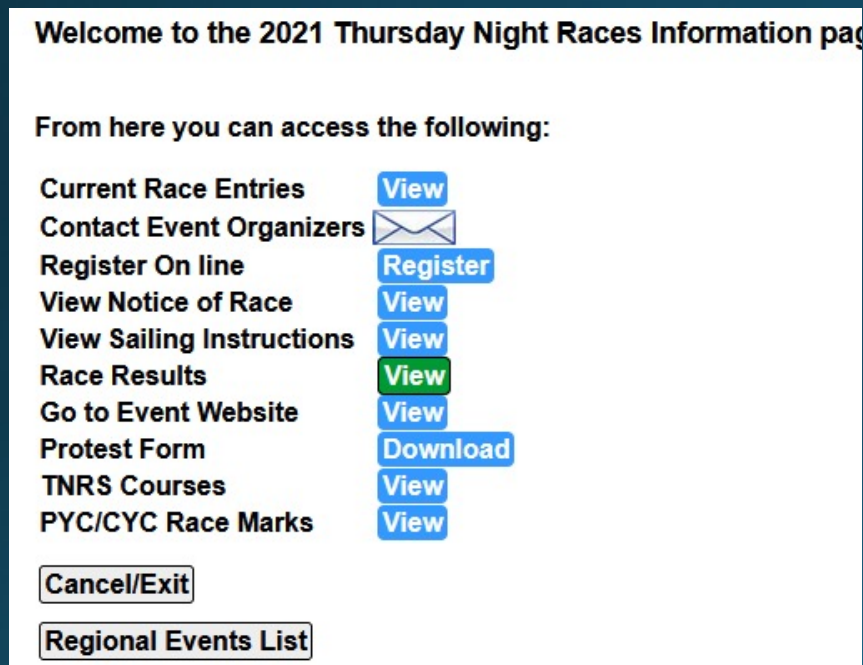 Welcome to the 2021 Thursday Night Races Information
From here you can access the following:
Current Race Entries View
Contact Event Organizers
Register On line Register
View Notice of Race View
View Sailing Instructions View
Race Results View
Go to Event Website View
Protest Form Download
TNRS Courses View
PYC/CYC Race Marks View
Cancel/Exit
Regional Events List